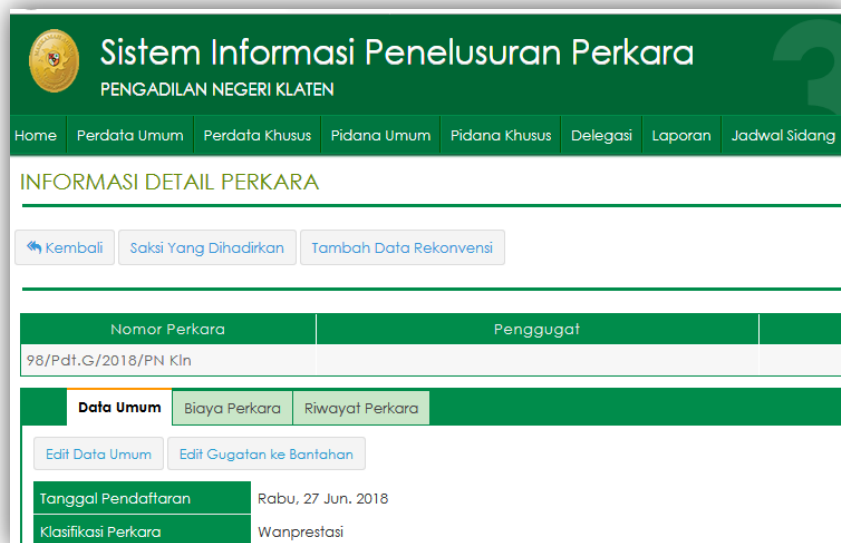 Sistem Informasi Penelusuran Perkara
PENGADILAN NEGERI KLATEN
Home Perdata Umum Perdata Khusus Pidana Umum Pidana Khusus Delegasi Laporan Jadwal Sidang
INFORMASI DETAIL PERKARA
Kembali Saksi Yang Dihadirkan Tambah Data Rekonvensi
Nomor Perkara Penggugat
98/Pdt.G/2018/PN Kln
Data Umum Biaya Perkara Riwayat Perkara
Edit Data Umum Edit Gugatan ke Bantahan
Tanggal Pendaftaran Rabu, 27 Jun. 2018
Klasifikasi Perkara Wanprestasi